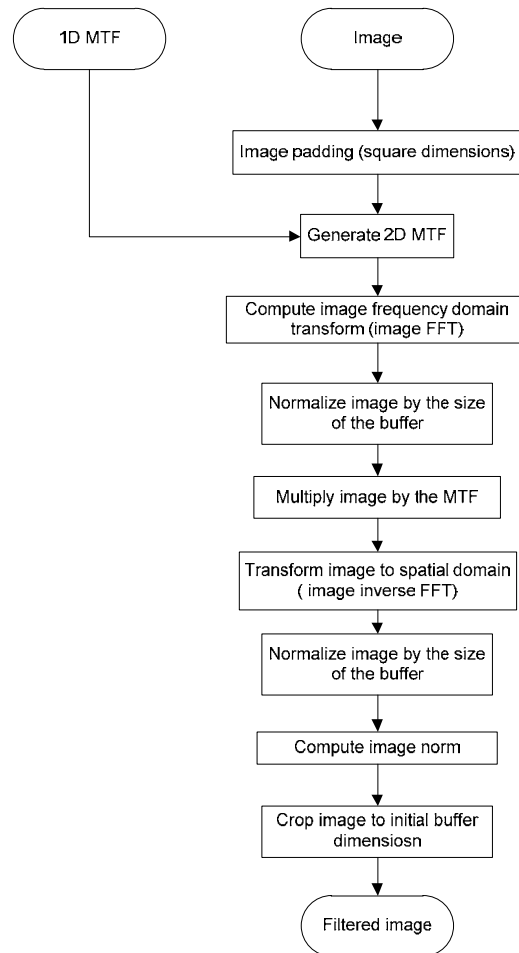 1D MTF
Image
Image padding (square dimensions)
Generate 2D MTF
Compute image frequency domain
transform (image FFT)
Normalize image by the size
of the buffer
Multiply image by the MTF
Transform image to spatial domain
( image inverse FFT)
Normalize image by the size
of the buffer
Compute image norm
Crop image to initial buffer
dimensiosn
Filtered image